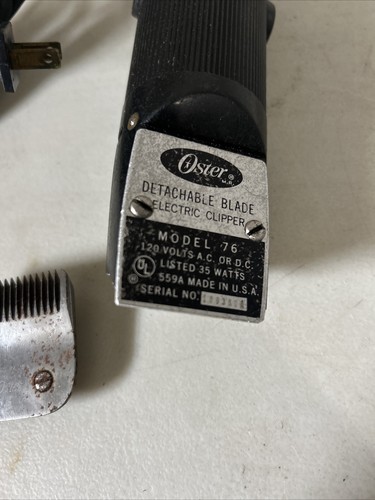 Oster
M.R.
DETACHABLE BLADE
ELECTRIC CLIPPER
MODEL 76
120 VOLTS A.C. OR D.C.
UL LISTED 35 WATTS
559A MADE IN U.S.A.
SERIAL NO.